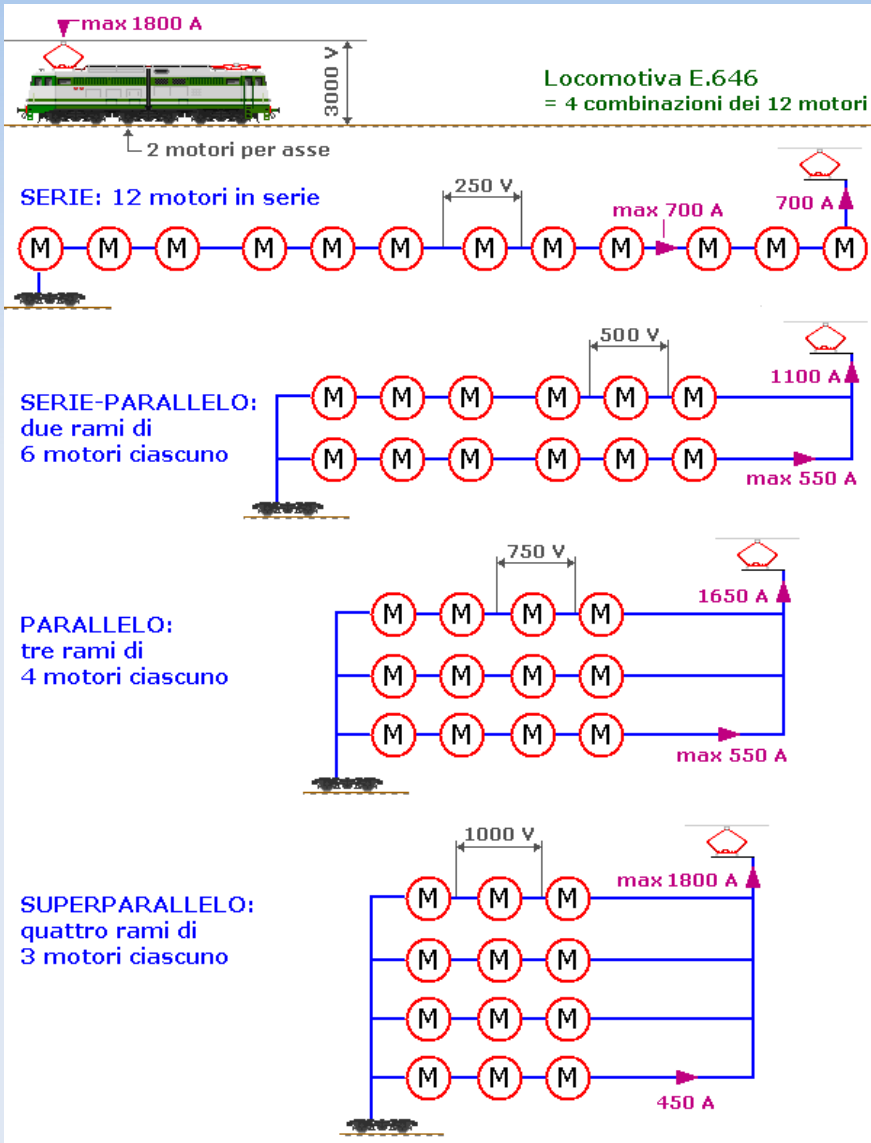 max 1800 A
3000 V
Locomotiva E.646
= 4 combinazioni dei 12 motori
2 motori per asse
SERIE: 12 motori in serie
250 V
max 700 A
700 A
M M M M M M M M M M M M
500 V
1100 A
SERIE-PARALLELO:
due rami di
6 motori ciascuno
M M M M M M
M M M M M M
max 550 A
750 V
1650 A
PARALLELO:
tre rami di
4 motori ciascuno
M M M M
M M M M
M M M M
max 550 A
1000 V
max 1800 A
SUPERPARALLELO:
quattro rami di
3 motori ciascuno
M M M
M M M
M M M
M M M
450 A